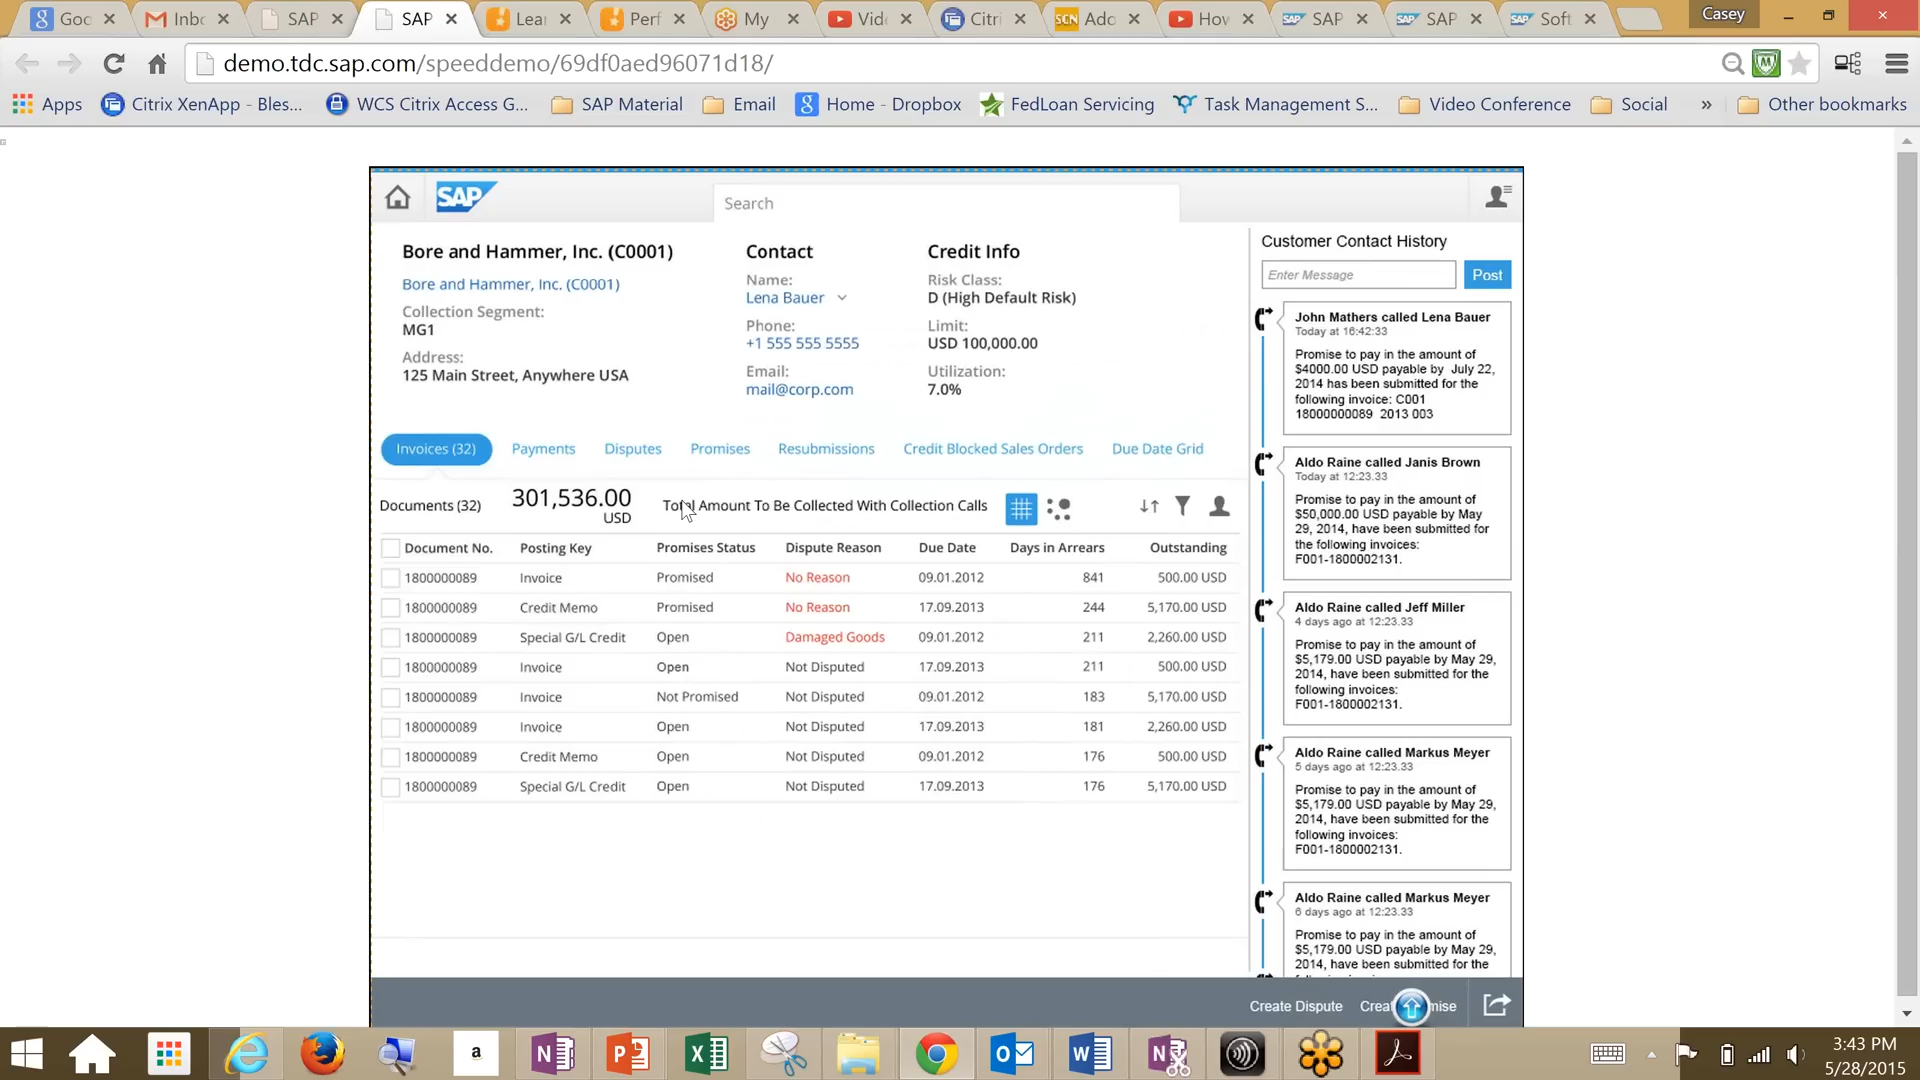 Goo
Inbo
SAP
SAP
Lear
Perf
My
Vid
Citri
SCN Ado
How
SAP SAP
SAP SAP
SAP Soft
Casey
demo.tdc.sap.com/speeddemo/69df0aed96071d18/
Apps
Citrix XenApp - Bles...
WCS Citrix Access G...
SAP Material
Email
Home - Dropbox
FedLoan Servicing
Task Management S...
Video Conference
Social
»
Other bookmarks
SAP
Search
Bore and Hammer, Inc. (C0001)
Bore and Hammer, Inc. (C0001)
Collection Segment:
MG1
Address:
125 Main Street, Anywhere USA
Contact
Name:
Lena Bauer
Phone:
+1 555 555 5555
Email:
mail@corp.com
Credit Info
Risk Class:
D (High Default Risk)
Limit:
USD 100,000.00
Utilization:
7.0%
Invoices (32) Payments Disputes Promises Resubmissions Credit Blocked Sales Orders Due Date Grid
Documents (32) 301,536.00 USD Total Amount To Be Collected With Collection Calls
Document No. Posting Key Promises Status Dispute Reason Due Date Days in Arrears Outstanding
1800000089 Invoice Promised No Reason 09.01.2012 841 500.00 USD
1800000089 Credit Memo Promised No Reason 17.09.2013 244 5,170.00 USD
1800000089 Special G/L Credit Open Damaged Goods 09.01.2012 211 2,260.00 USD
1800000089 Invoice Open Not Disputed 17.09.2013 211 500.00 USD
1800000089 Invoice Not Promised Not Disputed 09.01.2012 183 5,170.00 USD
1800000089 Invoice Open Not Disputed 17.09.2013 181 2,260.00 USD
1800000089 Credit Memo Open Not Disputed 09.01.2012 176 500.00 USD
1800000089 Special G/L Credit Open Not Disputed 17.09.2013 176 5,170.00 USD
Customer Contact History
Enter Message Post
John Mathers called Lena Bauer
Today at 16:42:33
Promise to pay in the amount of
$4000.00 USD payable by July 22,
2014 has been submitted for the
following invoice: C001
18000000089 2013 003
Aldo Raine called Janis Brown
Today at 12:23.33
Promise to pay in the amount of
$50,000.00 USD payable by May
29, 2014, have been submitted for
the following invoices:
F001-1800002131.
Aldo Raine called Jeff Miller
4 days ago at 12:23.33
Promise to pay in the amount of
$5,179.00 USD payable by May 29,
2014, have been submitted for the
following invoices:
F001-1800002131.
Aldo Raine called Markus Meyer
5 days ago at 12:23.33
Promise to pay in the amount of
$5,179.00 USD payable by May 29,
2014, have been submitted for the
following invoices:
F001-1800002131.
Aldo Raine called Markus Meyer
6 days ago at 12:23.33
Promise to pay in the amount of
$5,179.00 USD payable by May 29,
2014, have been submitted for the
Create Dispute
3:43 PM
5/28/2015